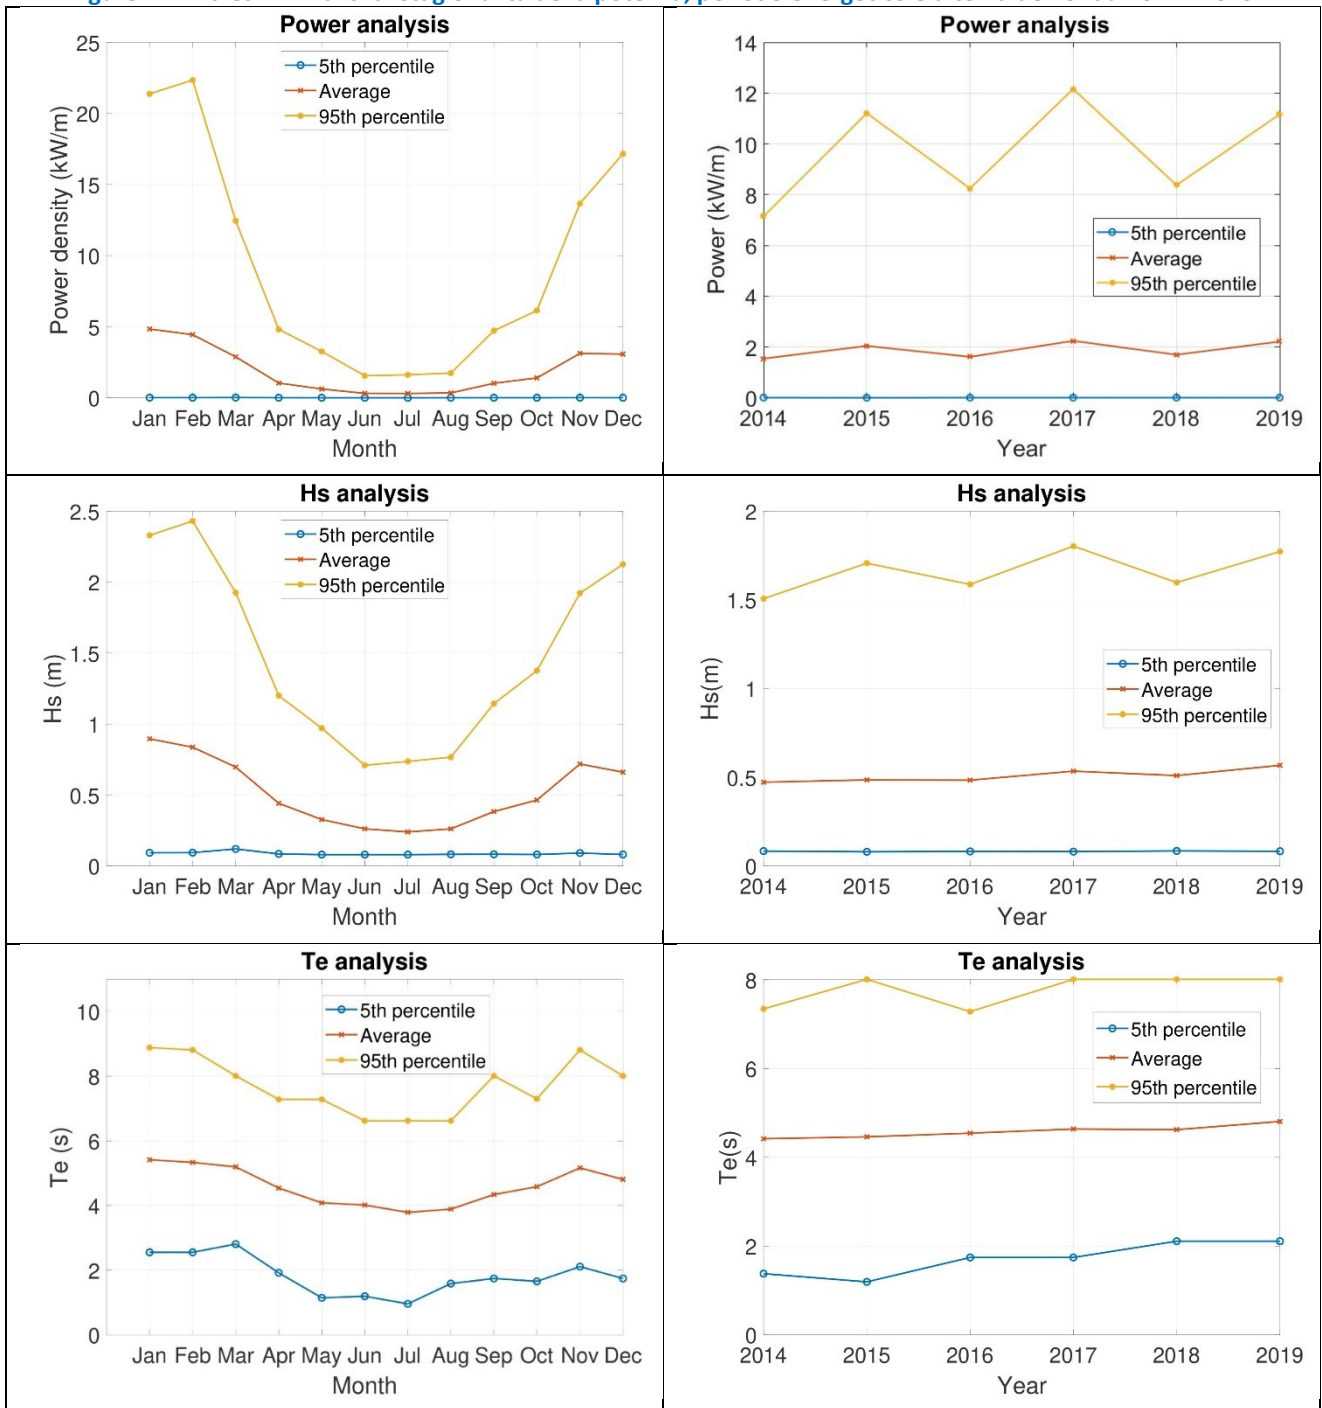 Power analysis
25
20
15
10
5
0
Power density (kW/m)
5th percentile
Average
95th percentile
Jan Feb Mar Apr May Jun Jul Aug Sep Oct Nov Dec
Month
Power analysis
14
12
10
8
6
4
2
0
Power (kW/m)
5th percentile
Average
95th percentile
2014 2015 2016 2017 2018 2019
Year
Hs analysis
2.5
2
1.5
1
0.5
0
Hs (m)
5th percentile
Average
95th percentile
Jan Feb Mar Apr May Jun Jul Aug Sep Oct Nov Dec
Month
Hs analysis
2
1.5
1
0.5
0
Hs(m)
5th percentile
Average
95th percentile
2014 2015 2016 2017 2018 2019
Year
Te analysis
10
8
6
4
2
0
Te (s)
5th percentile
Average
95th percentile
Jan Feb Mar Apr May Jun Jul Aug Sep Oct Nov Dec
Month
Te analysis
8
6
4
2
0
Te(s)
5th percentile
Average
95th percentile
2014 2015 2016 2017 2018 2019
Year